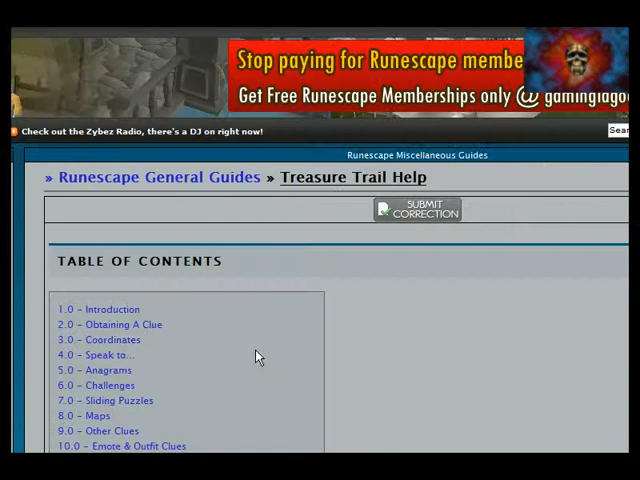 Stop paying for Runescape membe
Get Free Runescape Memberships only @
Check out the Zybez Radio, there's a DJ on right now!
Sear
Runescape Miscellaneous Guides
» Runescape General Guides » Treasure Trail Help
SUBMIT
CORRECTION
TABLE OF CONTENTS
1.0 - Introduction
2.0 - Obtaining A Clue
3.0 - Coordinates
4.0 - Speak to...
5.0 - Anagrams
6.0 - Challenges
7.0 - Sliding Puzzles
8.0 - Maps
9.0 - Other Clues
10.0 - Emote & Outfit Clues